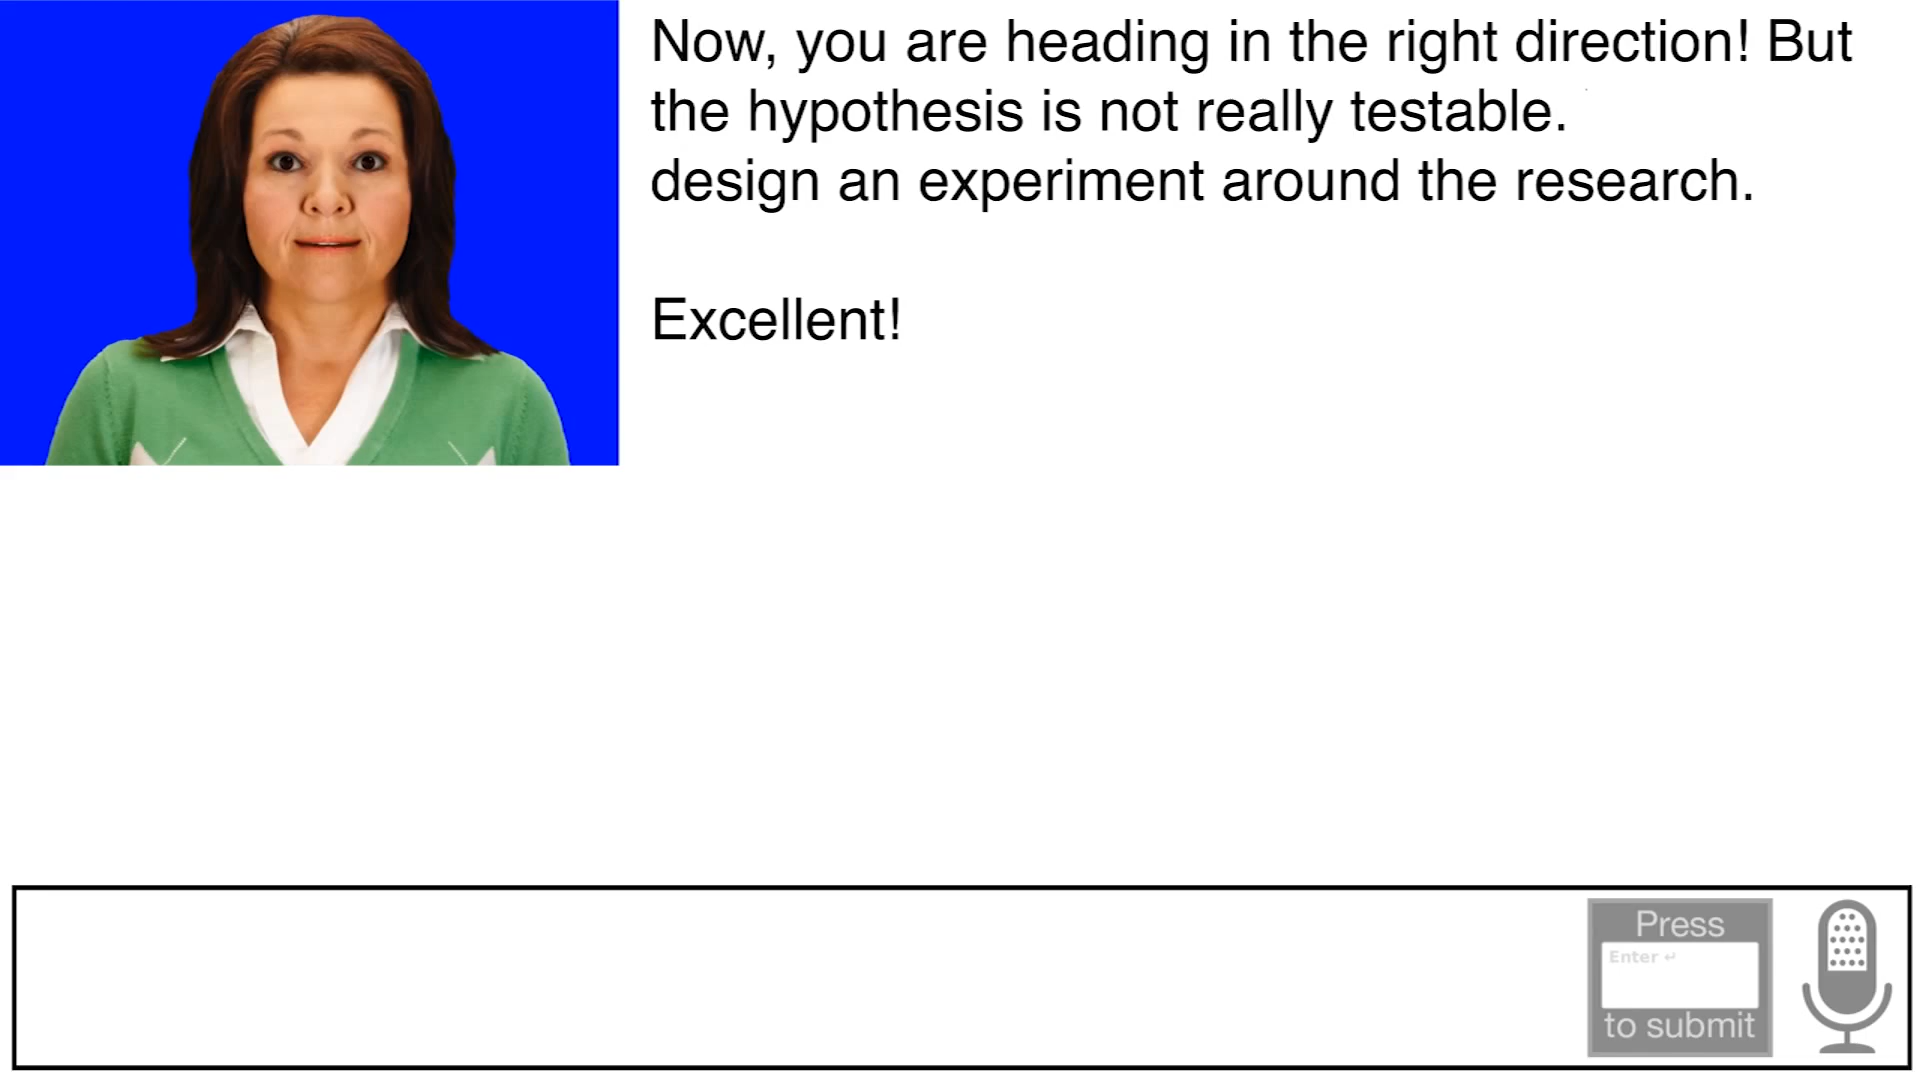 Now, you are heading in the right direction! But
the hypothesis is not really testable.
design an experiment around the research.
Excellent!
Press
Enter ↵
to submit